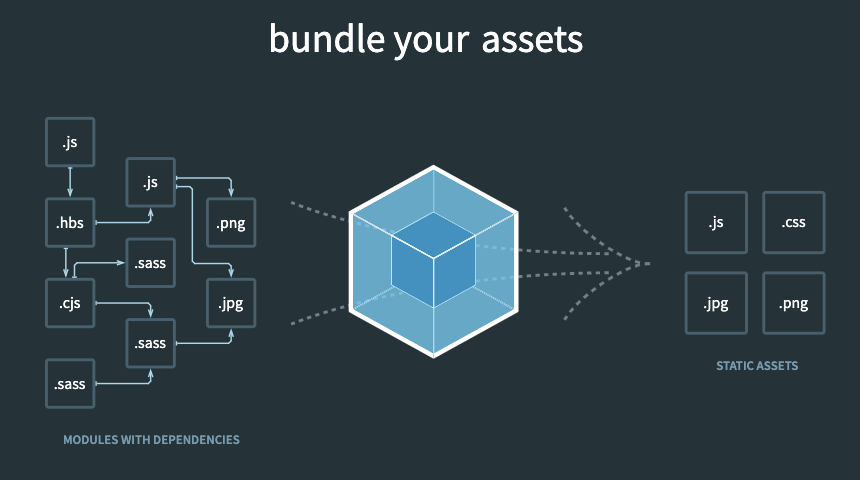 bundle your assets
.js
.js
.hbs
.png
.sass
.cjs
.jpg
.sass
.sass
MODULES WITH DEPENDENCIES
.js
.css
.jpg
.png
STATIC ASSETS